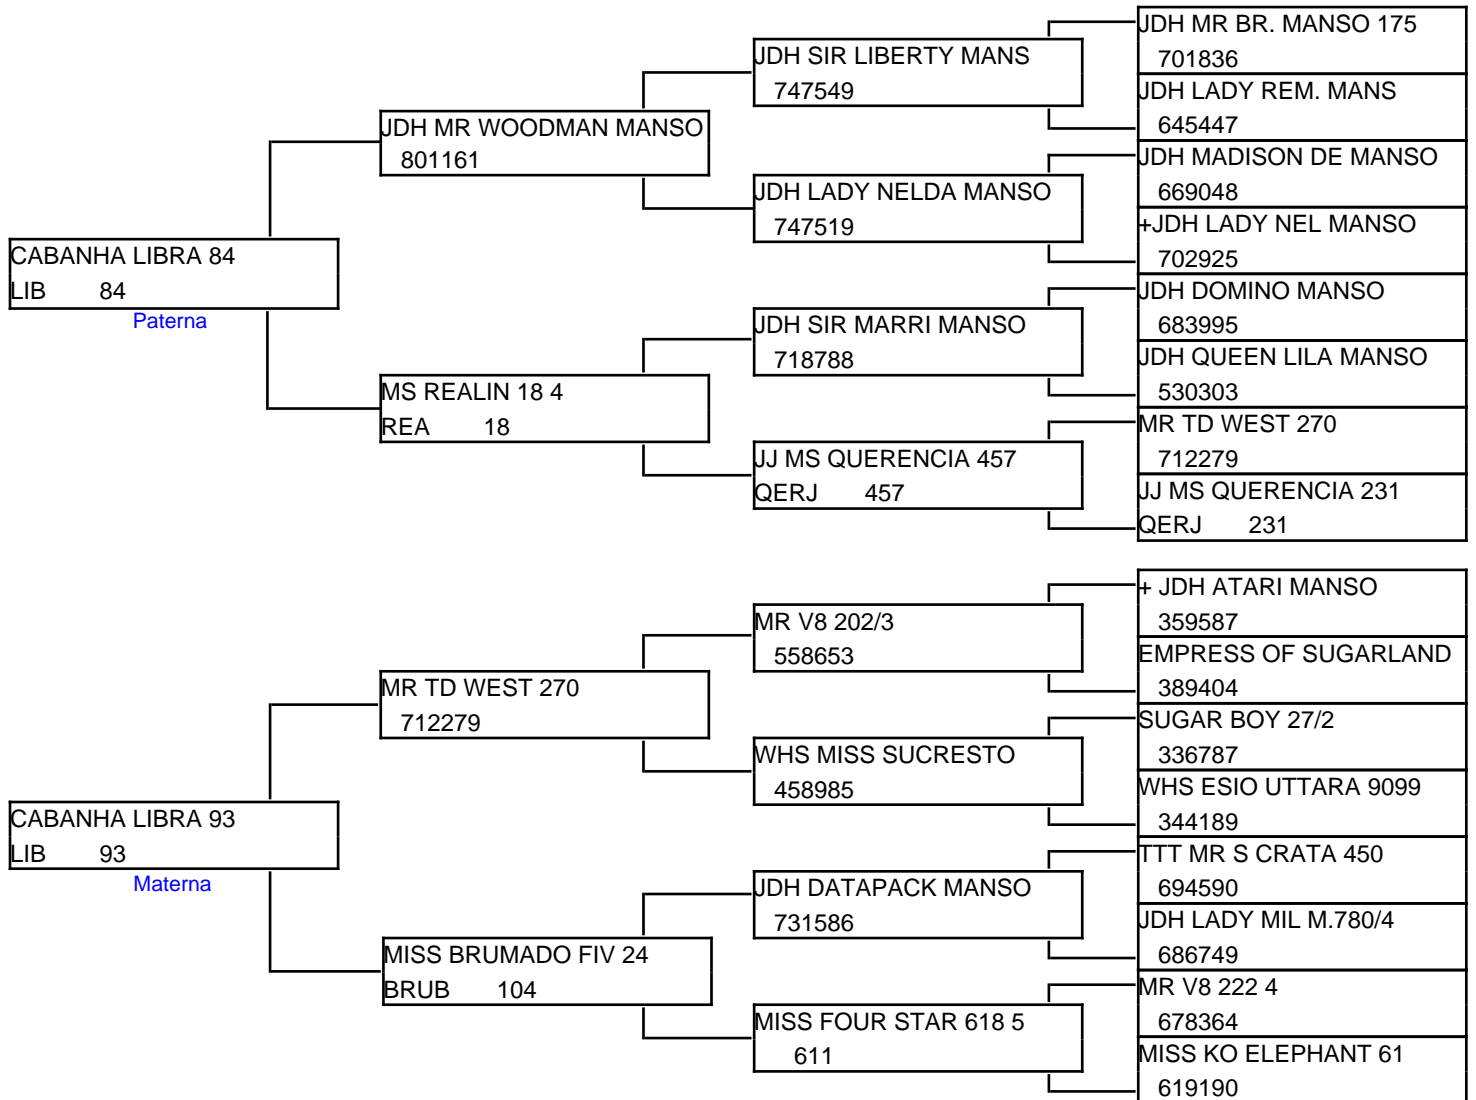 JDH MR BR. MANSO 175
701836
JDH SIR LIBERTY MANS
747549
JDH LADY REM. MANS
645447
JDH MR WOODMAN MANSO
801161
JDH MADISON DE MANSO
669048
JDH LADY NELDA MANSO
747519
+JDH LADY NEL MANSO
702925
CABANHA LIBRA 84
LIB 84
Paterna
JDH DOMINO MANSO
683995
JDH SIR MARRI MANSO
718788
JDH QUEEN LILA MANSO
530303
MS REALIN 18 4
REA 18
MR TD WEST 270
712279
JJ MS QUERENCIA 457
QERJ 457
JJ MS QUERENCIA 231
QERJ 231
+ JDH ATARI MANSO
359587
MR V8 202/3
558653
EMPRESS OF SUGARLAND
389404
MR TD WEST 270
712279
SUGAR BOY 27/2
336787
WHS MISS SUCRESTO
458985
WHS ESIO UTTARA 9099
344189
CABANHA LIBRA 93
LIB 93
Materna
TTT MR S CRATA 450
694590
JDH DATAPACK MANSO
731586
JDH LADY MIL M.780/4
686749
MISS BRUMADO FIV 24
BRUB 104
MR V8 222 4
678364
MISS FOUR STAR 618 5
611
MISS KO ELEPHANT 61
619190